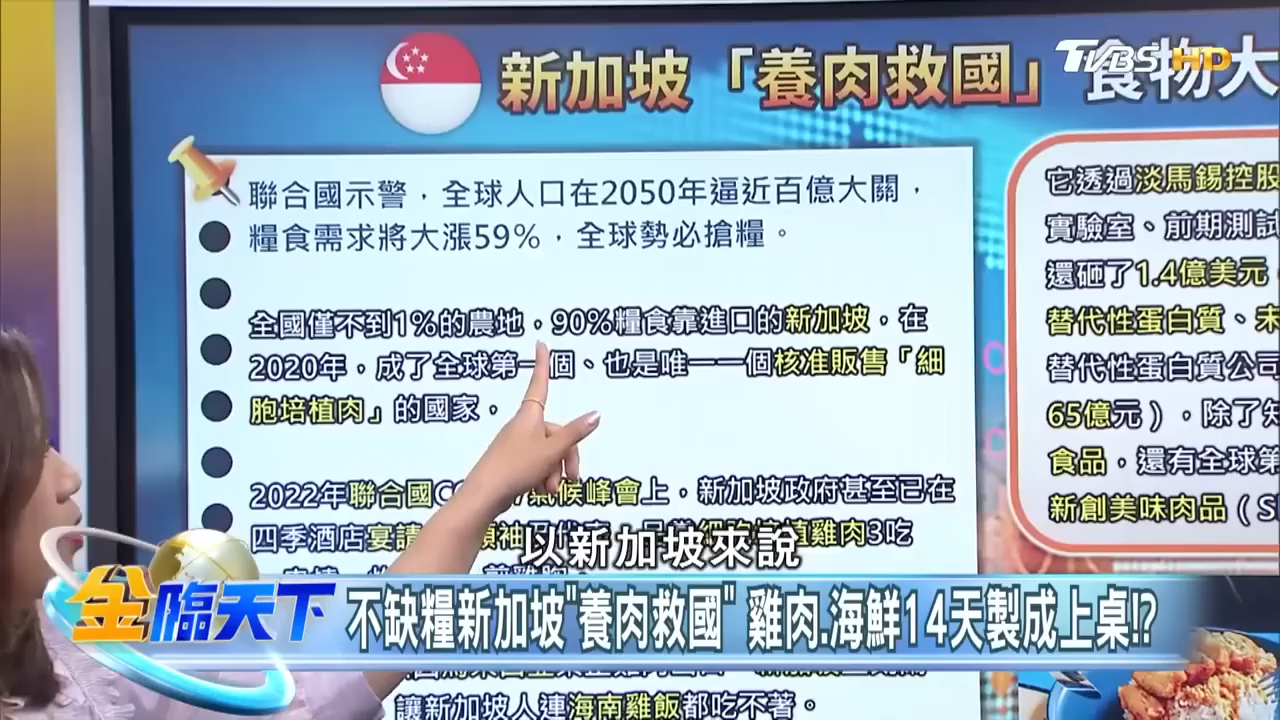 TVBS HD
新加坡「養肉救國」食物大
聯合國示警，全球人口在2050年逼近百億大關，
糧食需求將大漲59%，全球勢必搶糧。
全國僅不到1%的農地，90%糧食靠進口的新加坡，在
2020年，成了全球第一個、也是唯一一個核准販售「細
胞培植肉」的國家。
2022年聯合國 氣候峰會上，新加坡政府甚至已在
四季酒店宴請 3吃
讓新加坡人連海南雞飯都吃不著。
它透過淡馬錫控股
實驗室、前期測試
還砸了1.4億美元
替代性蛋白質、未
替代性蛋白質公司
65億元），除了知
食品，還有全球第
新創美味肉品（S
以新加坡來說
金臨天下
不缺糧新加坡"養肉救國" 雞肉.海鮮14天製成上桌!?